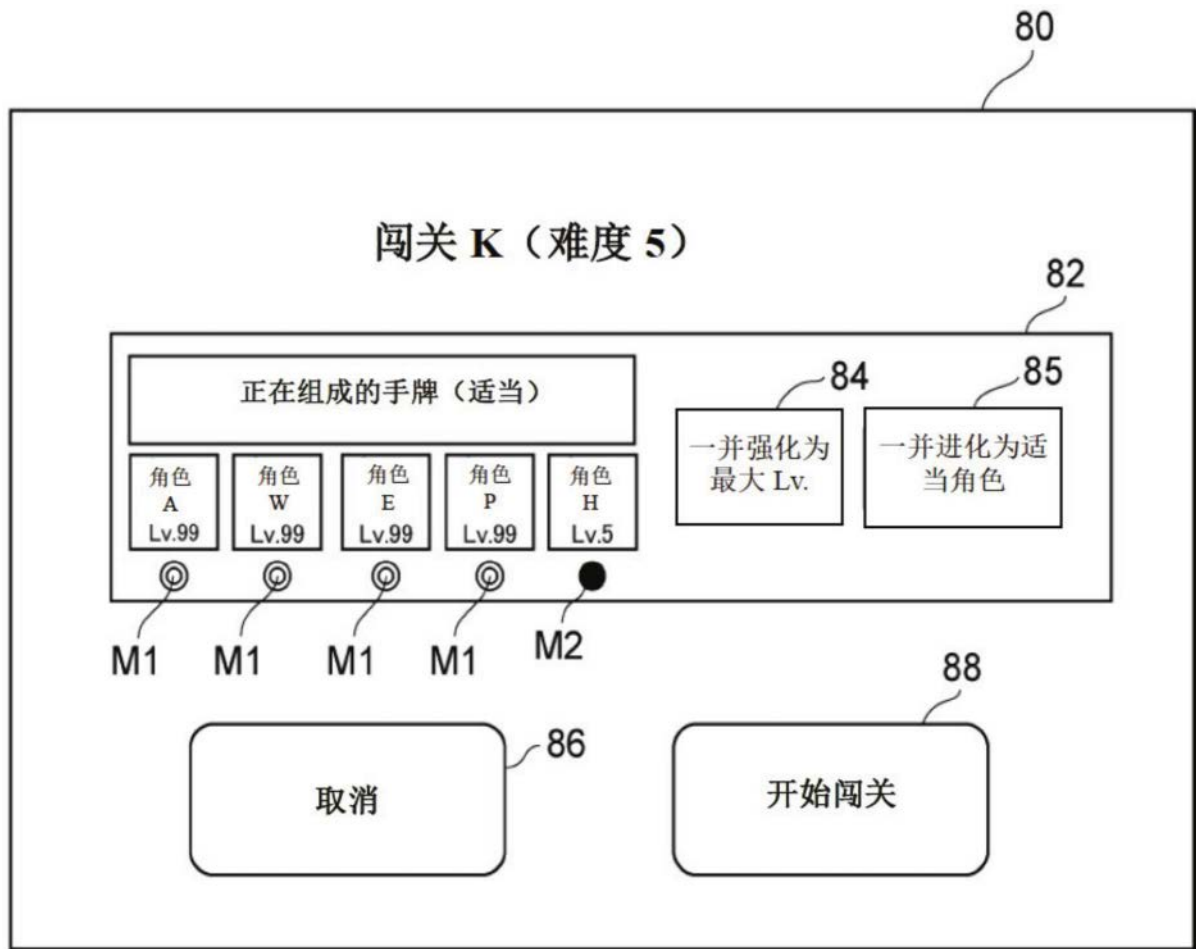 80
闯关 K（难度 5）
82
正在组成的手牌（适当）
84
85
一并强化为
最大 Lv.
一并进化为适
当角色
角色
A
Lv.99
角色
W
Lv.99
角色
E
Lv.99
角色
P
Lv.99
角色
H
Lv.5
M1
M1
M1
M1
M2
88
86
取消
开始闯关